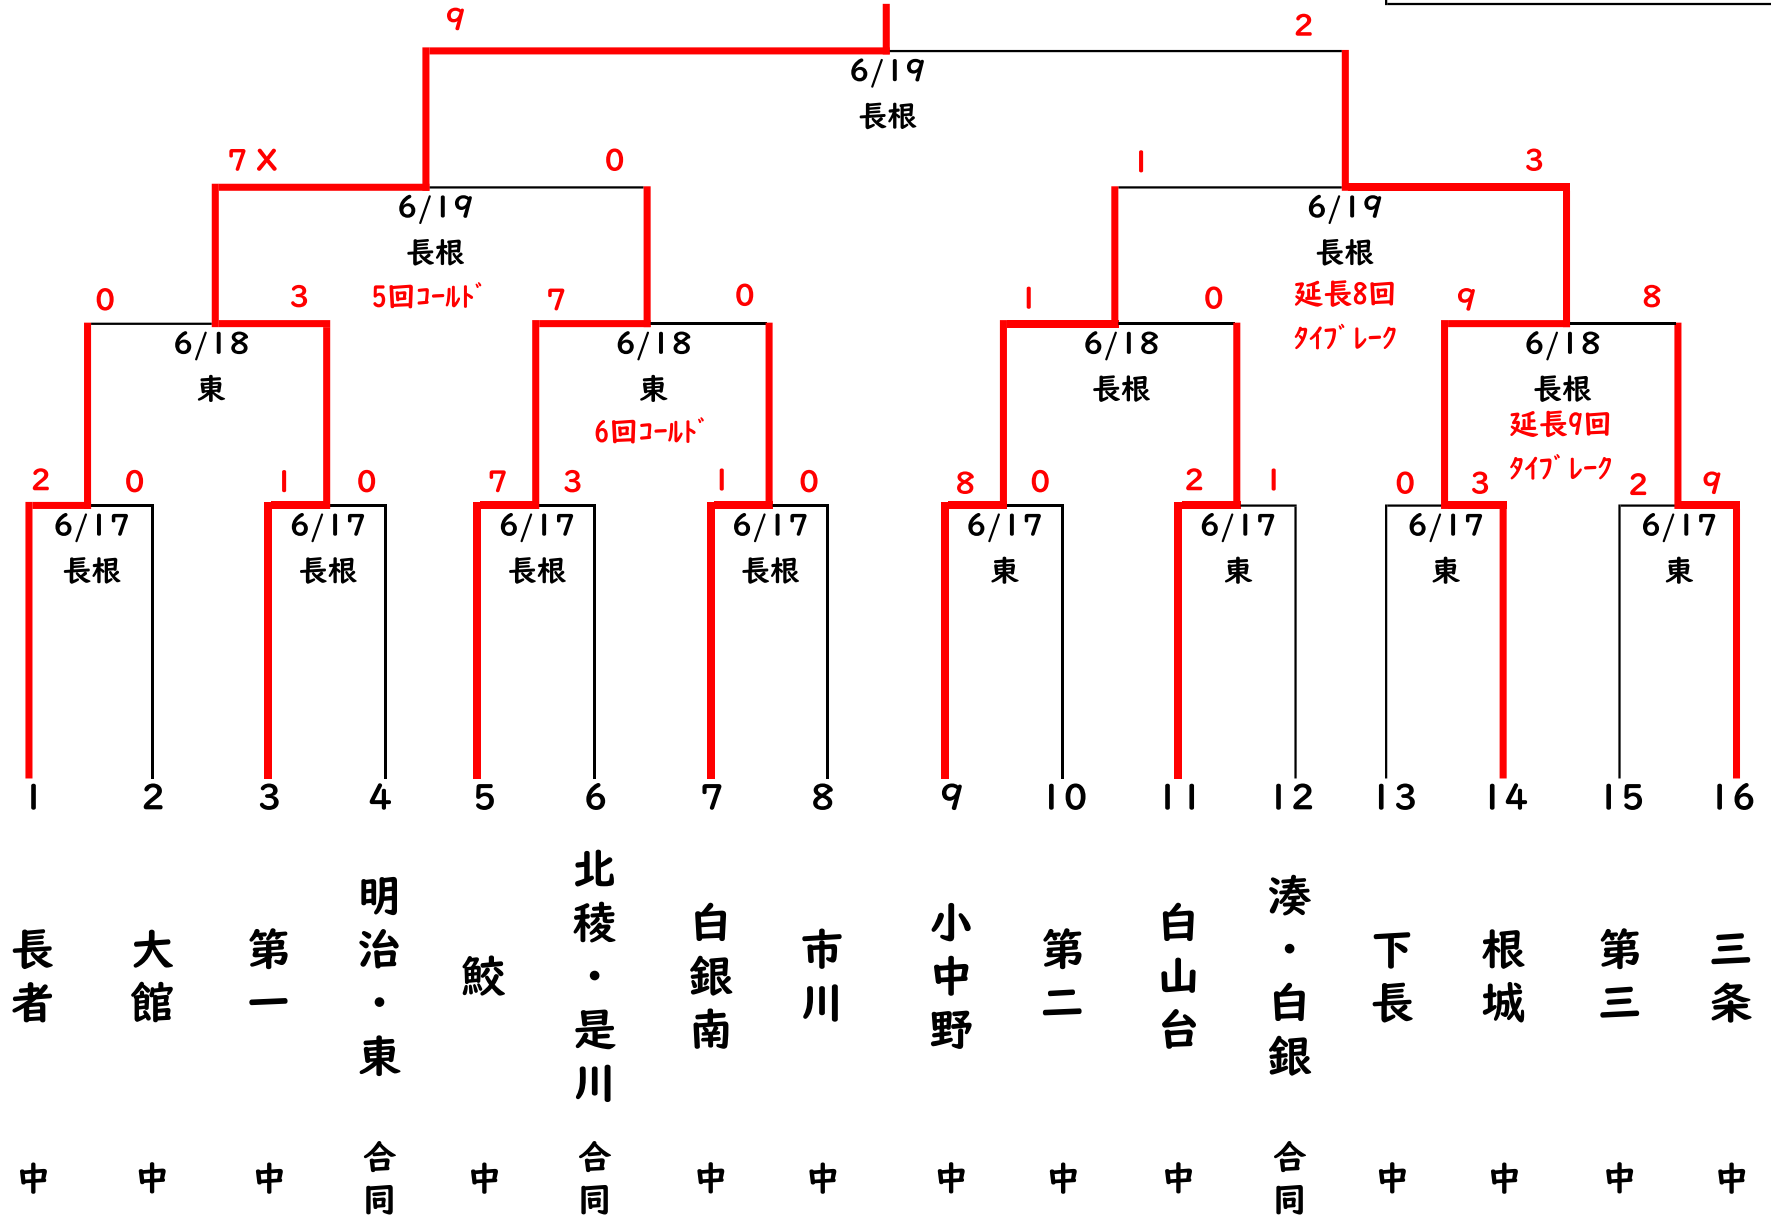 9 2
6/19
長根
7X 0 1 3
6/19 6/19
長根 長根
0 3 5回ｺｰﾙﾄﾞ 7 0 1 0 延長8回 9 8
ﾀｲﾌﾞﾚｰｸ
6/18 6/18 6/18 6/18
東 東 長根 長根
6回ｺｰﾙﾄﾞ 延長9回
ﾀｲﾌﾞﾚｰｸ
2 0 1 0 7 3 1 0 8 0 2 1 0 3 2 9
6/17 6/17 6/17 6/17 6/17 6/17 6/17 6/17
長根 長根 長根 長根 東 東 東 東
1 2 3 4 5 6 7 8 9 10 11 12 13 14 15 16
長者 中
大館 中
第一 中
明治・東 合同
鮫 中
北稜・是川 合同
白銀南 中
市川 中
小中野 中
第二 中
白山台 中
湊・白銀 合同
下長 中
根城 中
第三 中
三条 中